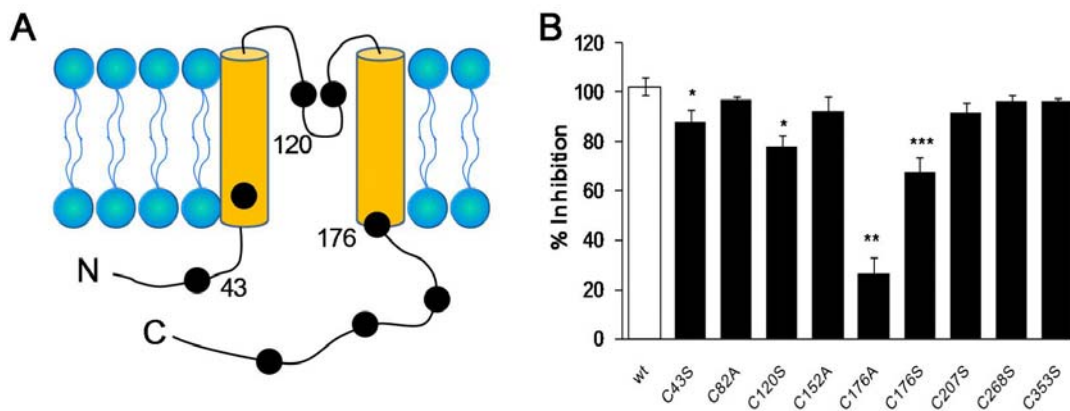 A
120
176
N
43
C
B
% Inhibition
120
100
80
60
40
20
0
*
*
**
***
wt
C43S
C82A
C120S
C152A
C176A
C176S
C207S
C268S
C353S